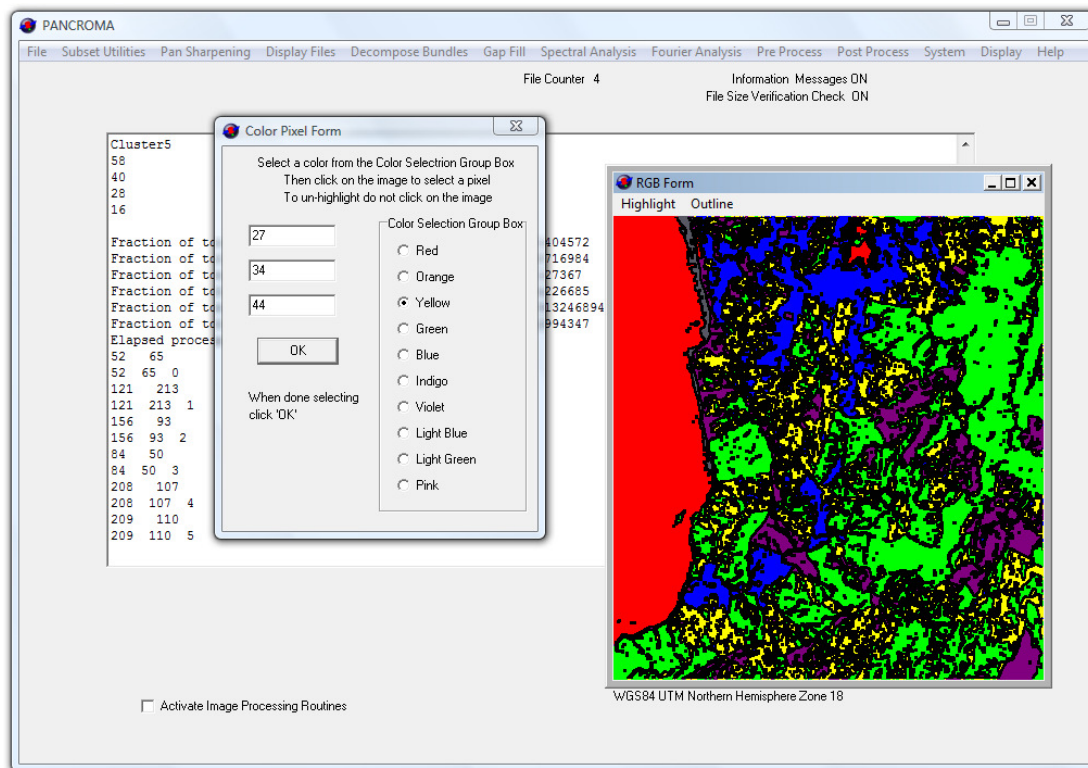 PANCROMA
File Subset Utilities Pan Sharpening Display Files Decompose Bundles Gap Fill Spectral Analysis Fourier Analysis Pre Process Post Process System Display Help
File Counter 4
Information Messages ON
File Size Verification Check ON
Cluster5
58
40
28
16
Fraction of to 404572
Fraction of to 716984
Fraction of to 27367
Fraction of to 226685
Fraction of to 13246894
Fraction of to 994347
Elapsed proces
52 65
52 65 0
121 213
121 213 1
156 93
156 93 2
84 50
84 50 3
208 107
208 107 4
209 110
209 110 5
Color Pixel Form
Select a color from the Color Selectrion Group Box
Then click on the image to select a pixel
To un-highlight do not click on the image
27
34
44
OK
When done selecting
click 'OK'
Color Selection Group Box
Red
Orange
Yellow
Green
Blue
Indigo
Violet
Light Blue
Light Green
Pink
RGB Form
Highlight Outline
WGS84 UTM Northern Hemisphere Zone 18
Activate Image Processing Routines